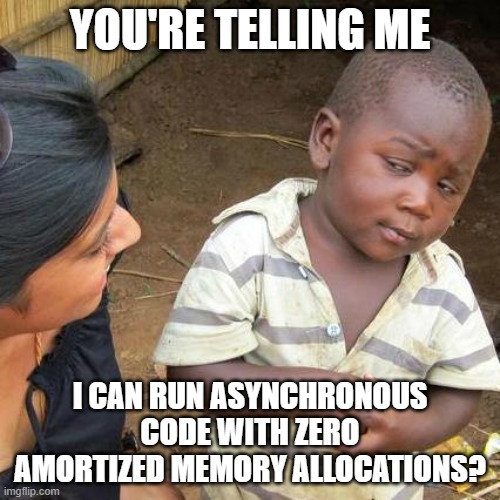 YOU'RE TELLING ME
I CAN RUN ASYNCHRONOUS
CODE WITH ZERO
AMORTIZED MEMORY ALLOCATIONS?
imgflip.com